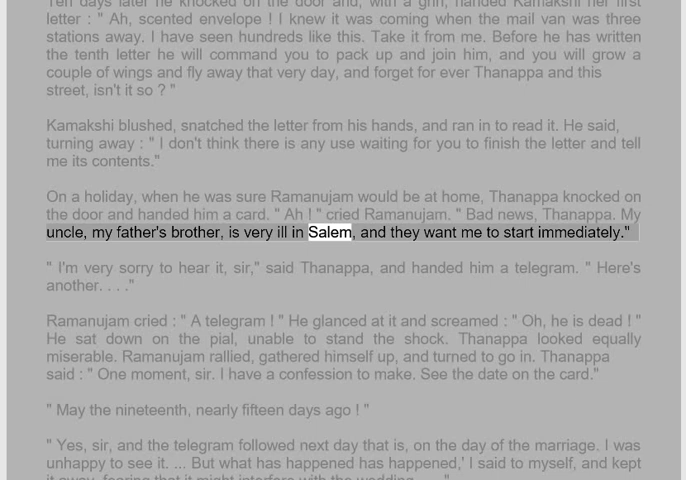 Ten days later he knocked on the door and, with a grin, handed Kamakshi her first
letter : " Ah, scented envelope ! I knew it was coming when the mail van was three
stations away. I have seen hundreds like this. Take it from me. Before he has written
the tenth letter he will command you to pack up and join him, and you will grow a
couple of wings and fly away that very day, and forget for ever Thanappa and this
street, isn't it so ? "
Kamakshi blushed, snatched the letter from his hands, and ran in to read it. He said,
turning away : " I don't think there is any use waiting for you to finish the letter and tell
me its contents."
On a holiday, when he was sure Ramanujam would be at home, Thanappa knocked on
the door and handed him a card. " Ah ! " cried Ramanujam. " Bad news, Thanappa. My
uncle, my father's brother, is very ill in Salem, and they want me to start immediately."
" I'm very sorry to hear it, sir," said Thanappa, and handed him a telegram. " Here's
another. . . ."
Ramanujam cried : " A telegram ! " He glanced at it and screamed : " Oh, he is dead ! "
He sat down on the pial, unable to stand the shock. Thanappa looked equally
miserable. Ramanujam rallied, gathered himself up, and turned to go in. Thanappa
said : " One moment, sir. I have a confession to make. See the date on the card."
" May the nineteenth, nearly fifteen days ago ! "
" Yes, sir, and the telegram followed next day that is, on the day of the marriage. I was
unhappy to see it. ... But what has happened has happened,' I said to myself, and kept
it away, fearing that it might interfere with the wedding. . . ."